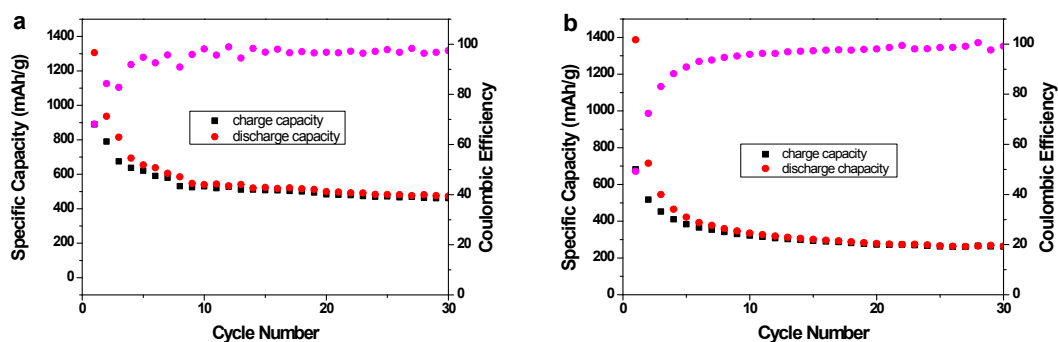 a
Specific Capacity (mAh/g)
1400
1200
1000
800
600
400
200
0
charge capacity
discharge capacity
100
80
60
40
20
0
Coulombic Efficiency
0 10 20 30
Cycle Number
b
Specific Capacity (mAh/g)
1400
1200
1000
800
600
400
200
0
charge capacity
discharge chapacity
100
80
60
40
20
0
Coulombic Efficiency
0 10 20 30
Cycle Number